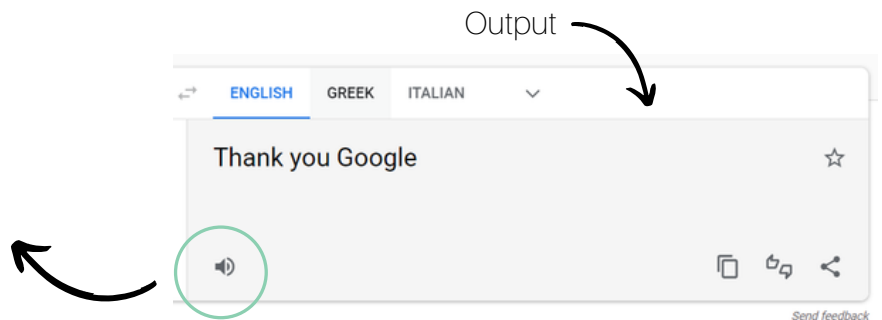 Output
ENGLISH GREEK ITALIAN
Thank you Google
Send feedback